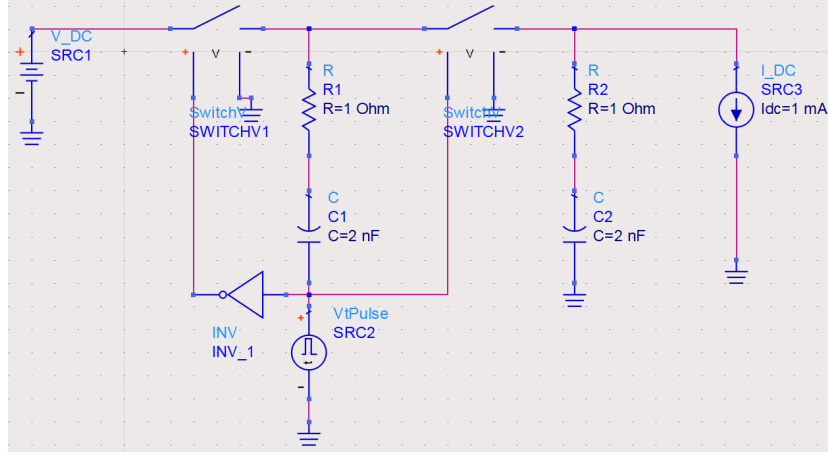 V_DC
SRC1
+
−
+ V −
SwitchV
SWITCHV1
R
R1
R=1 Ohm
+ V −
SwitchV
SWITCHV2
R
R2
R=1 Ohm
I_DC
SRC3
Idc=1 mA
C
C1
C=2 nF
C
C2
C=2 nF
INV
INV_1
+
VtPulse
SRC2
t
−